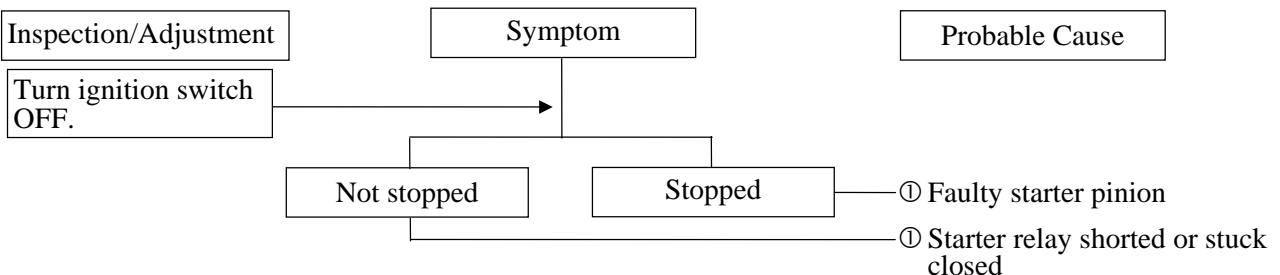 Inspection/Adjustment
Symptom
Probable Cause
Turn ignition switch
OFF.
Not stopped
Stopped
① Faulty starter pinion
① Starter relay shorted or stuck
closed